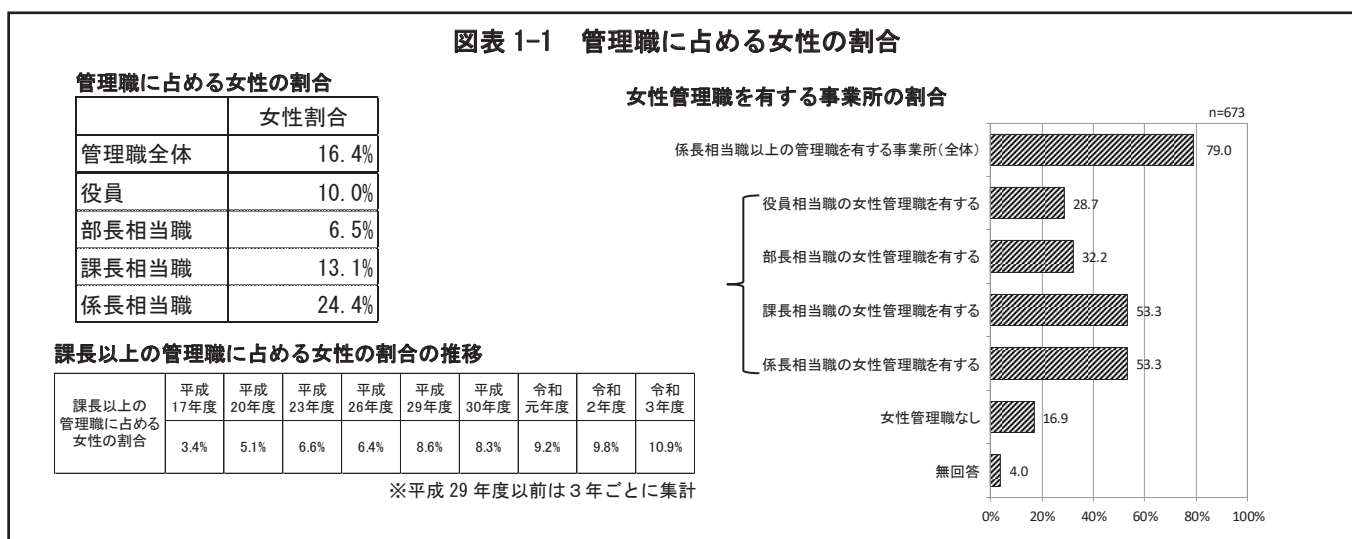 図表 1-1 管理職に占める女性の割合
管理職に占める女性の割合
女性割合
管理職全体 16.4%
役員 10.0%
部長相当職 6.5%
課長相当職 13.1%
係長相当職 24.4%
課長以上の管理職に占める女性の割合の推移
課長以上の
管理職に占める
女性の割合
平成
17年度
平成
20年度
平成
23年度
平成
26年度
平成
29年度
平成
30年度
令和
元年度
令和
2年度
令和
3年度
3.4% 5.1% 6.6% 6.4% 8.6% 8.3% 9.2% 9.8% 10.9%
※平成 29 年度以前は3年ごとに集計
女性管理職を有する事業所の割合
n=673
係長相当職以上の管理職を有する事業所(全体) 79.0
役員相当職の女性管理職を有する 28.7
部長相当職の女性管理職を有する 32.2
課長相当職の女性管理職を有する 53.3
係長相当職の女性管理職を有する 53.3
女性管理職なし 16.9
無回答 4.0
0% 20% 40% 60% 80% 100%